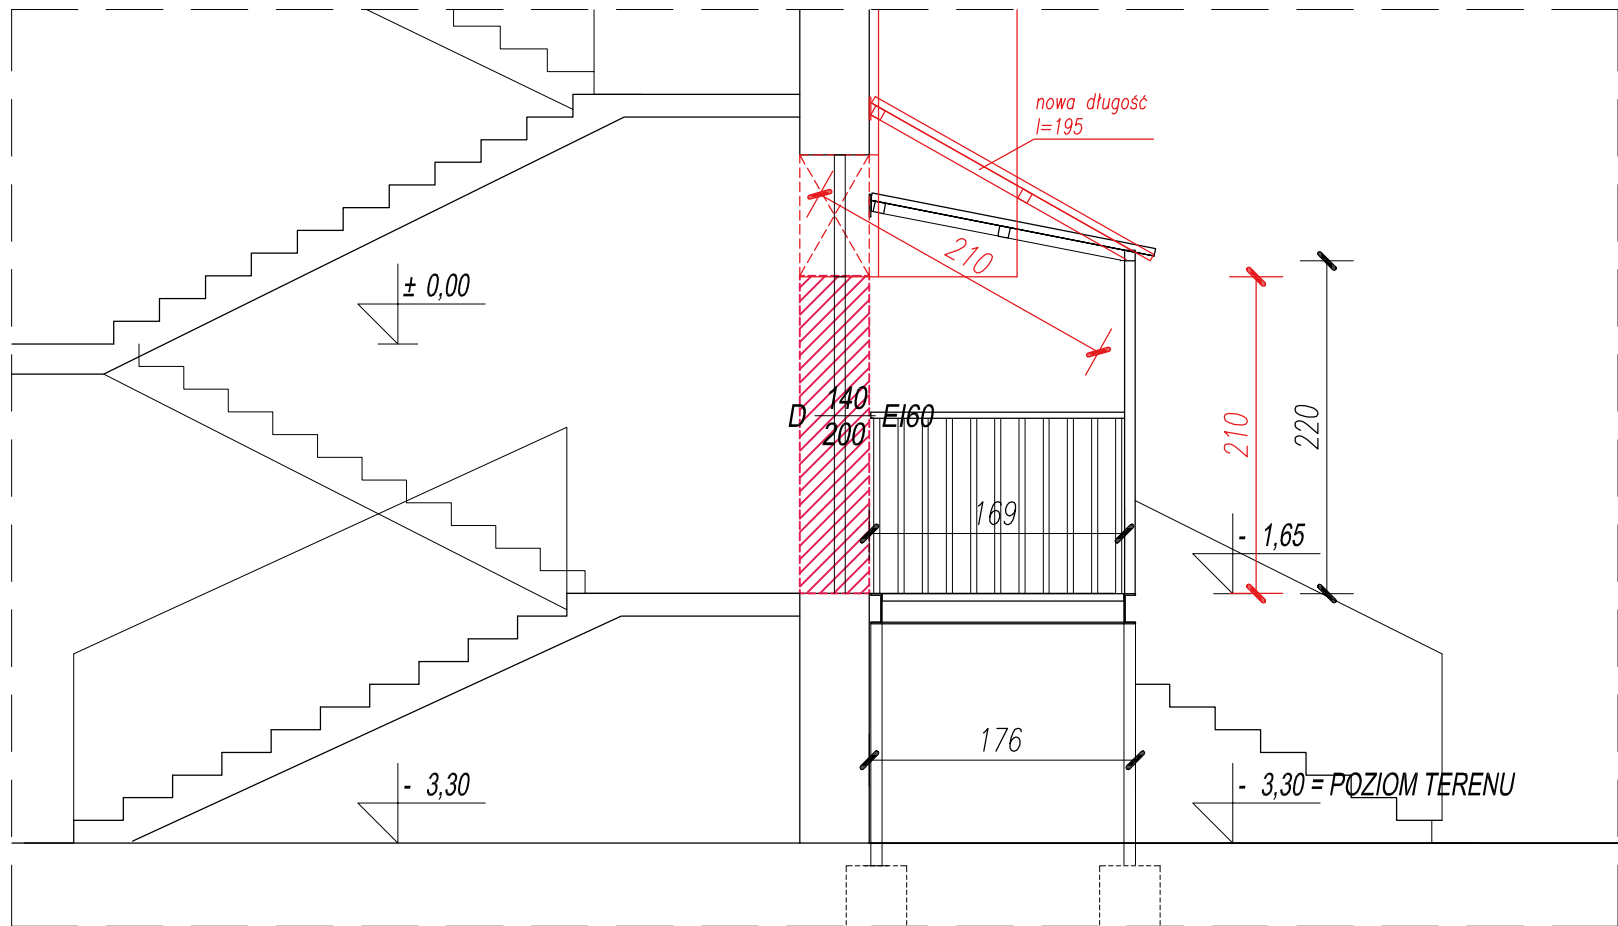 nowa długość
l=195
210
± 0,00
D 140 EI60
200
210
220
169
- 1,65
176
- 3,30
- 3,30 = POZIOM TERENU